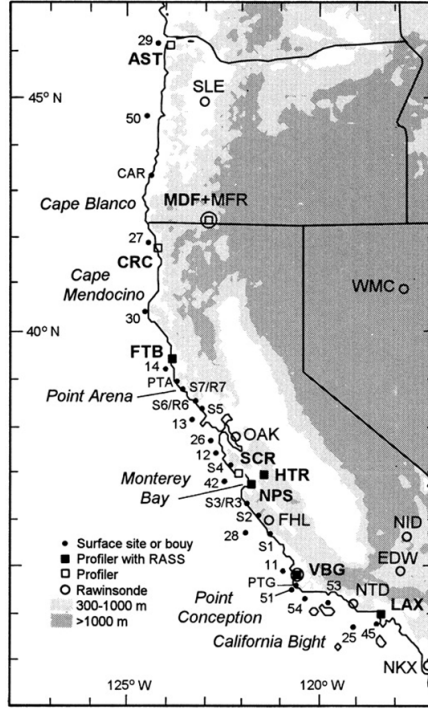 29
AST
SLE
45° N
50
CAR
Cape Blanco
MDF+MFR
27
CRC
Cape
Mendocino
WMC
30
40° N
FTB
14
PTA
S7/R7
Point Arena
S6/R6
S5
13
26
OAK
12
SCR
S4
HTR
Monterey
Bay
42
NPS
S3/R3
S2
FHL
28
S1
NID
EDW
11
VBG
PTG
53
NTD
51
LAX
Point
Conception
54
California Bight
25
45
NKX
Surface site or bouy
Profiler with RASS
Profiler
Rawinsonde
300-1000 m
>1000 m
125° W
120° W